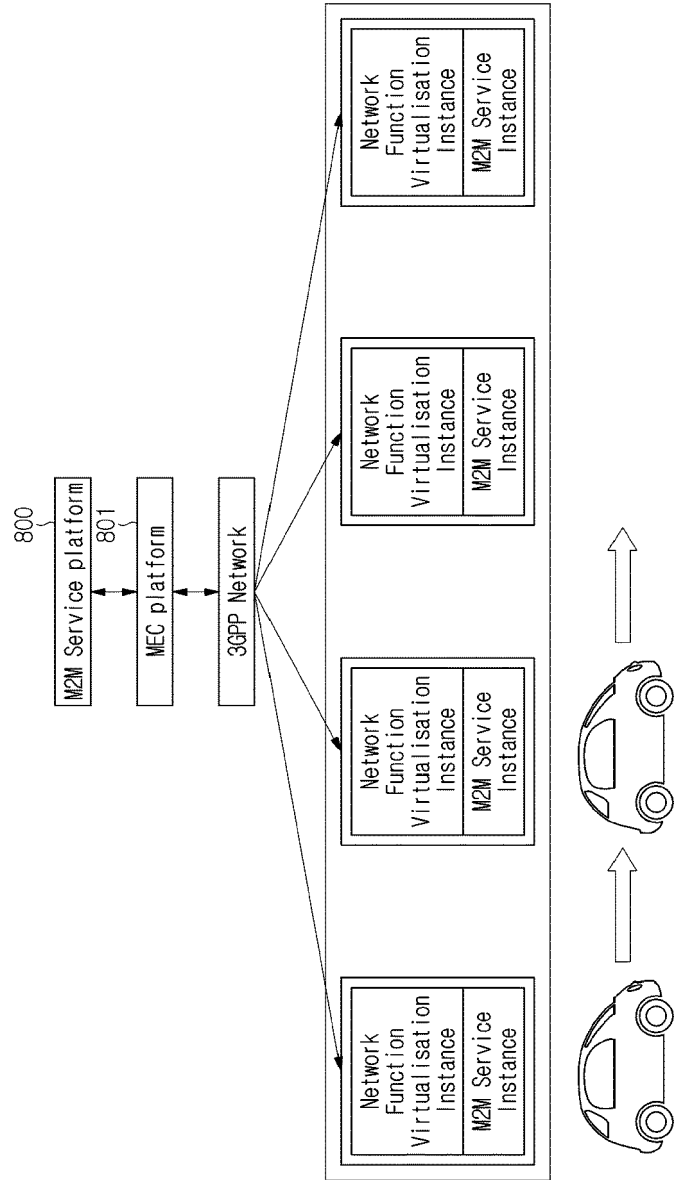 800
M2M Service platform
801
MEC platform
3GPP Network
Network
Function
Virtualisation
Instance
M2M Service
Instance
Network
Function
Virtualisation
Instance
M2M Service
Instance
Network
Function
Virtualisation
Instance
M2M Service
Instance
Network
Function
Virtualisation
Instance
M2M Service
Instance